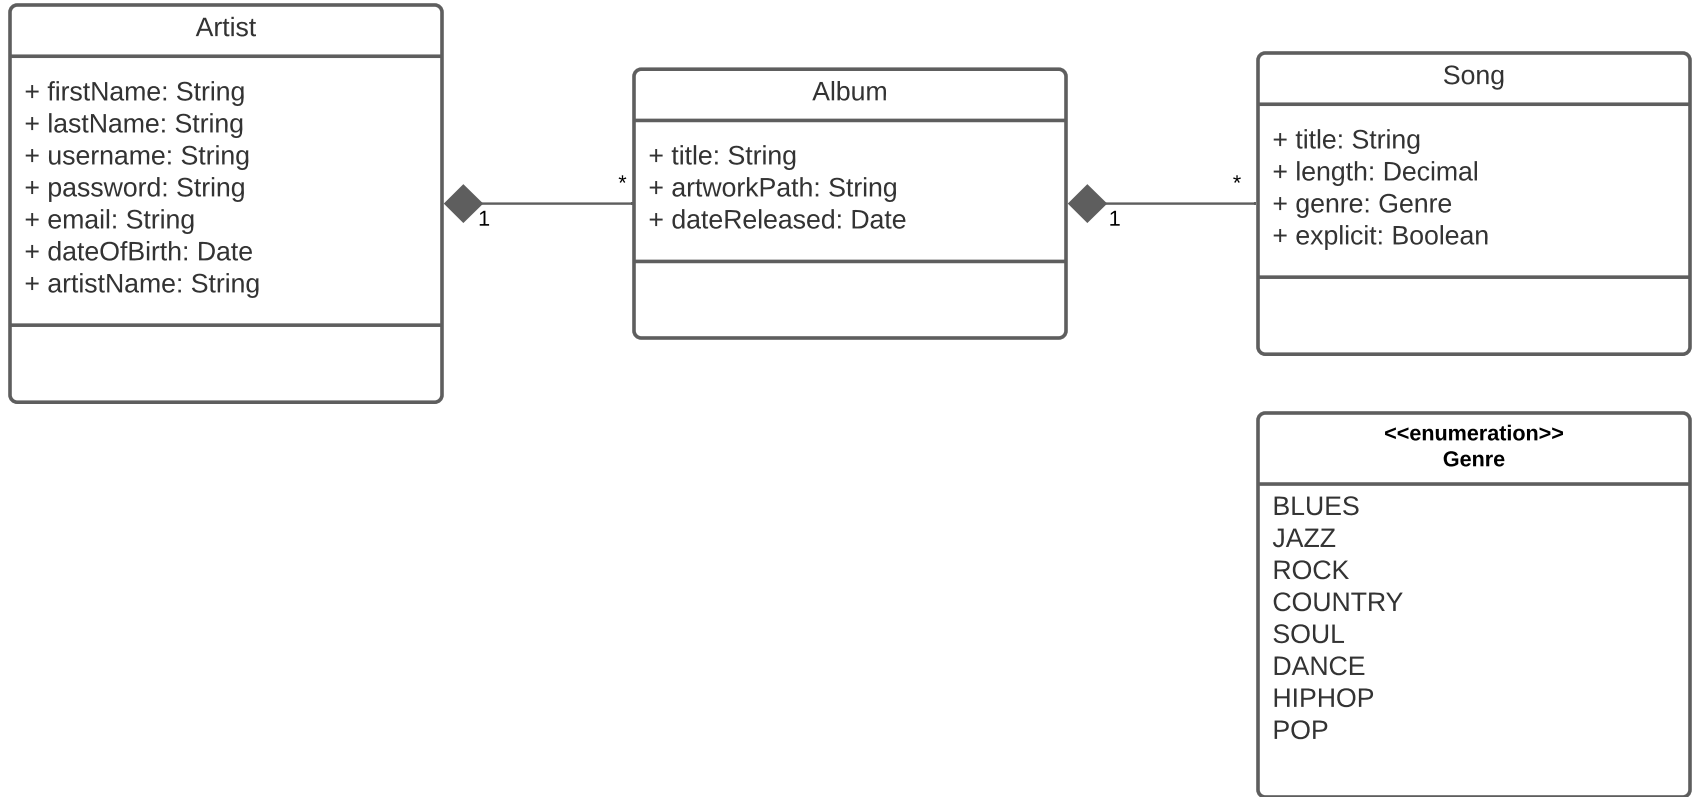 Artist
+ firstName: String
+ lastName: String
+ username: String
+ password: String
+ email: String
+ dateOfBirth: Date
+ artistName: String
*
1
Album
+ title: String
+ artworkPath: String
+ dateReleased: Date
*
1
Song
+ title: String
+ length: Decimal
+ genre: Genre
+ explicit: Boolean
<<enumeration>>
Genre
BLUES
JAZZ
ROCK
COUNTRY
SOUL
DANCE
HIPHOP
POP